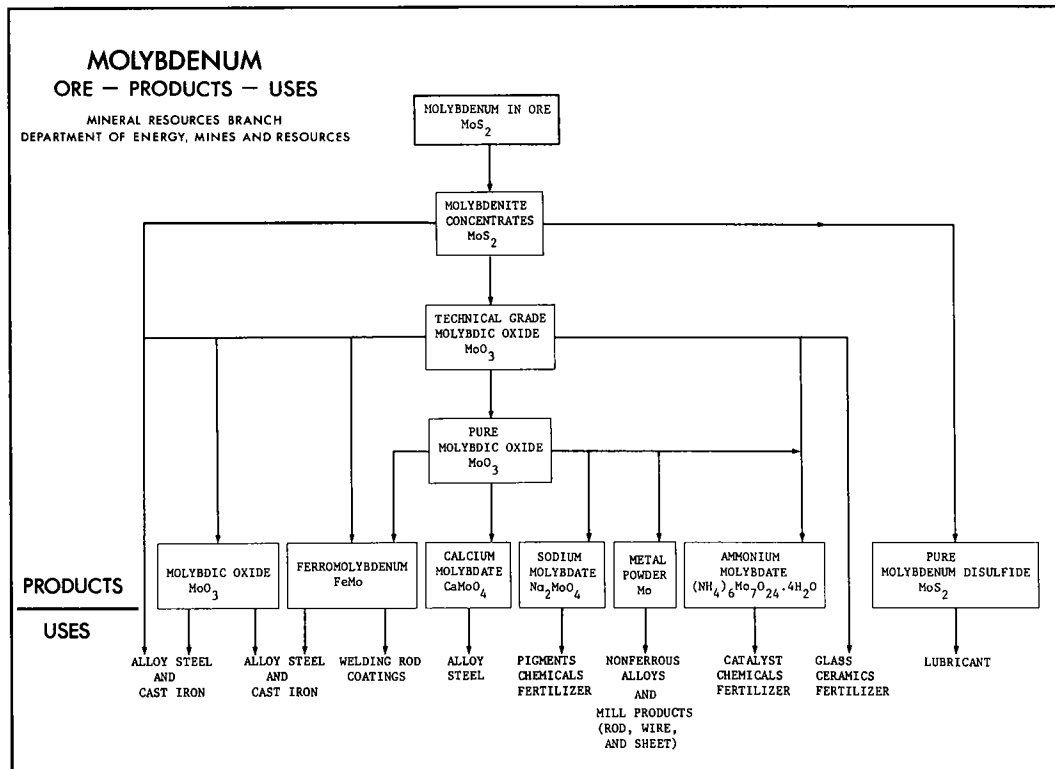 MOLYBDENUM
ORE — PRODUCTS — USES
MINERAL RESOURCES BRANCH
DEPARTMENT OF ENERGY, MINES AND RESOURCES
MOLYBDENUM IN ORE
MoS2
MOLYBDENITE
CONCENTRATES
MoS2
TECHNICAL GRADE
MOLYBDIC OXIDE
MoO3
PURE
MOLYBDIC OXIDE
MoO3
PRODUCTS
USES
MOLYBDIC OXIDE
MoO3
FERROMOLYBDENUM
FeMo
CALCIUM
MOLYBDATE
CaMoO4
SODIUM
MOLYBDATE
Na2MoO4
METAL
POWDER
Mo
AMMONIUM
MOLYBDATE
(NH4)6Mo7O24.4H2O
PURE
MOLYBDENUM DISULFIDE
MoS2
ALLOY STEEL
AND
CAST IRON
ALLOY STEEL
AND
CAST IRON
WELDING ROD
COATINGS
ALLOY
STEEL
PIGMENTS
CHEMICALS
FERTILIZER
NONFERROUS
ALLOYS
AND
MILL PRODUCTS
(ROD, WIRE,
AND SHEET)
CATALYST
CHEMICALS
FERTILIZER
GLASS
CERAMICS
FERTILIZER
LUBRICANT